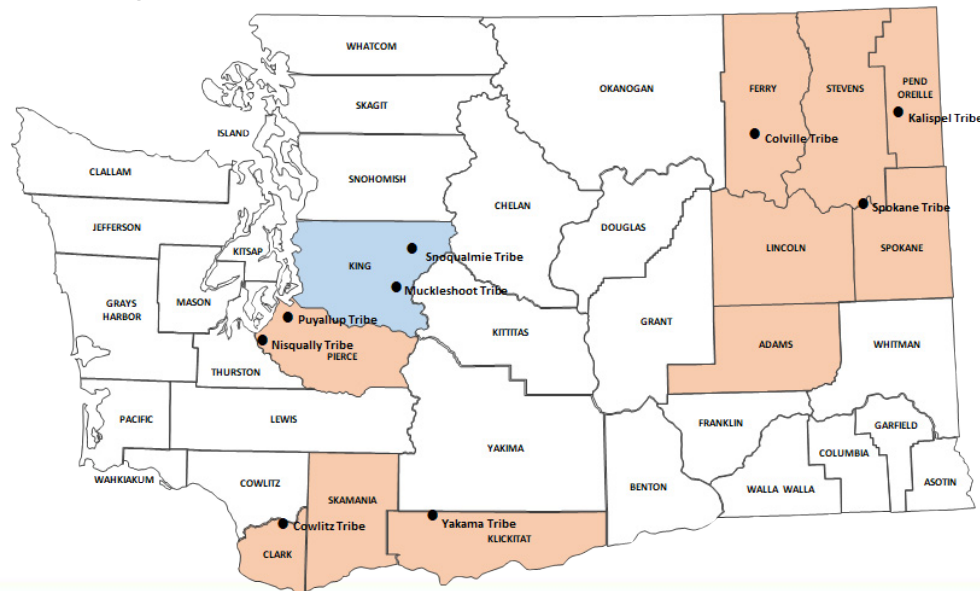 WHATCOM
OKANOGAN
FERRY
STEVENS
PEND
OREILLE
SKAGIT
Kalispel Tribe
ISLAND
Colville Tribe
CLALLAM
SNOHOMISH
CHELAN
Spokane Tribe
JEFFERSON
DOUGLAS
KITSAP
Snoqualmie Tribe
LINCOLN
SPOKANE
KING
GRAYS
HARBOR
MASON
Muckleshoot Tribe
Puyallup Tribe
KITTITAS
GRANT
Nisqually Tribe
PIERCE
ADAMS
WHITMAN
THURSTON
PACIFIC
LEWIS
FRANKLIN
GARFIELD
YAKIMA
COLUMBIA
WAHKIAKUM
COWLITZ
SKAMANIA
BENTON
WALLA WALLA
ASOTIN
Cowlitz Tribe
Yakama Tribe
KLICKITAT
CLARK